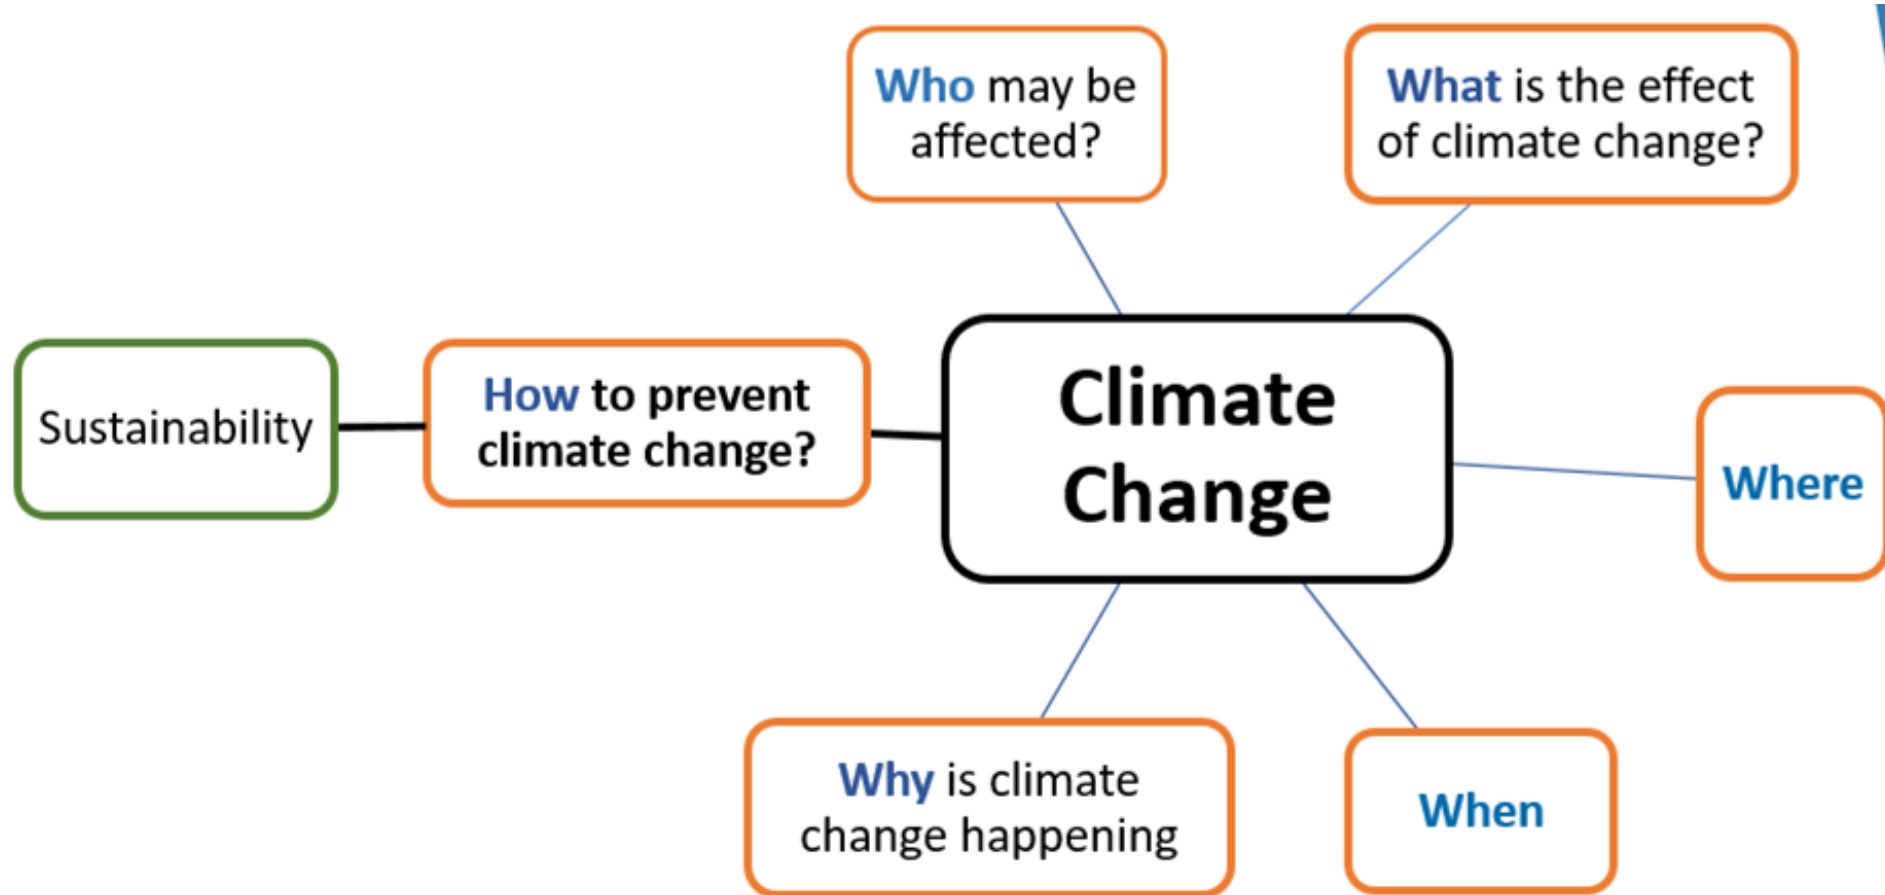 Who may be
affected?
What is the effect
of climate change?
Sustainability
How to prevent
climate change?
Climate
Change
Where
Why is climate
change happening
When